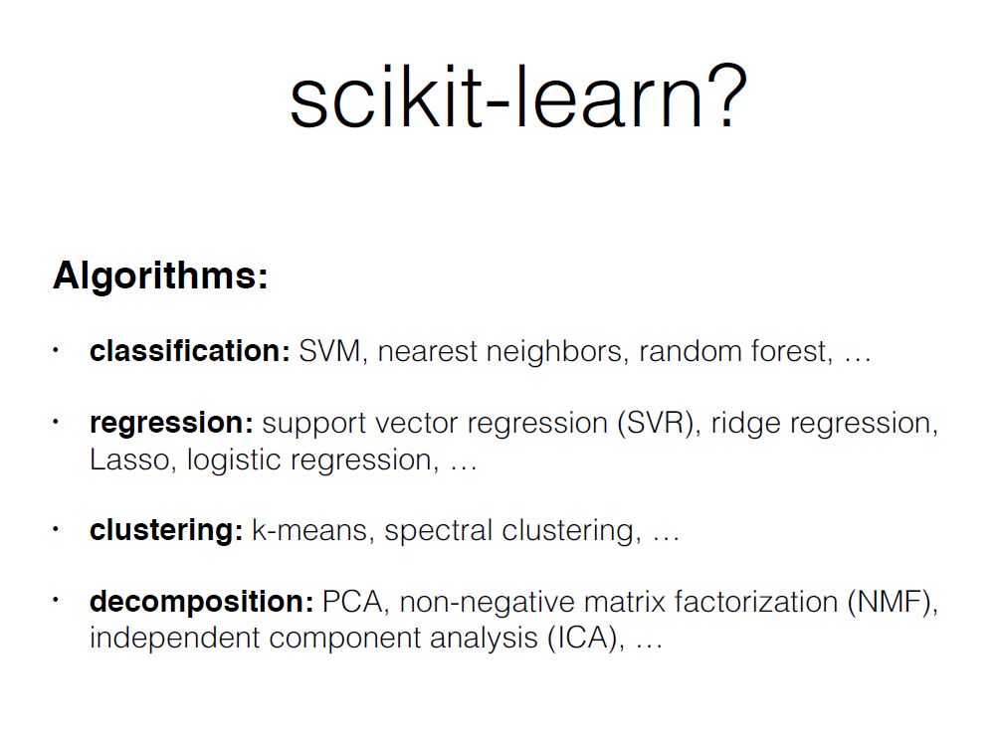 scikit-learn?
Algorithms:
• classification: SVM, nearest neighbors, random forest, …
• regression: support vector regression (SVR), ridge regression,
Lasso, logistic regression, …
• clustering: k-means, spectral clustering, …
• decomposition: PCA, non-negative matrix factorization (NMF),
independent component analysis (ICA), …